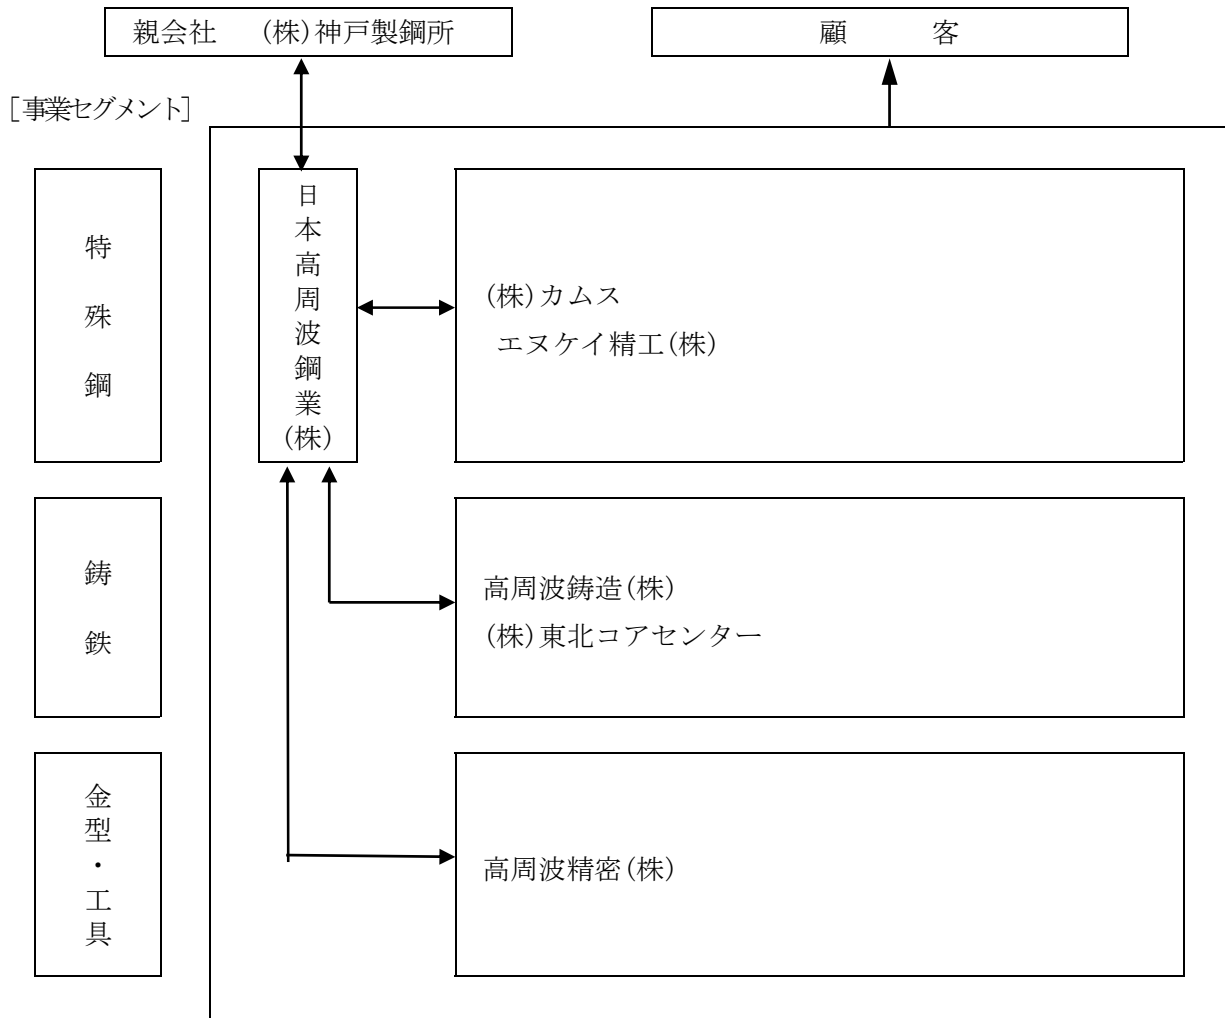 親会社　(株)神戸製鋼所
顧　客
［事業セグメント］
特殊鋼
日本高周波鋼業(株)
(株)カムス
エヌケイ精工(株)
鋳鉄
高周波鋳造(株)
(株)東北コアセンター
金型・工具
高周波精密(株)